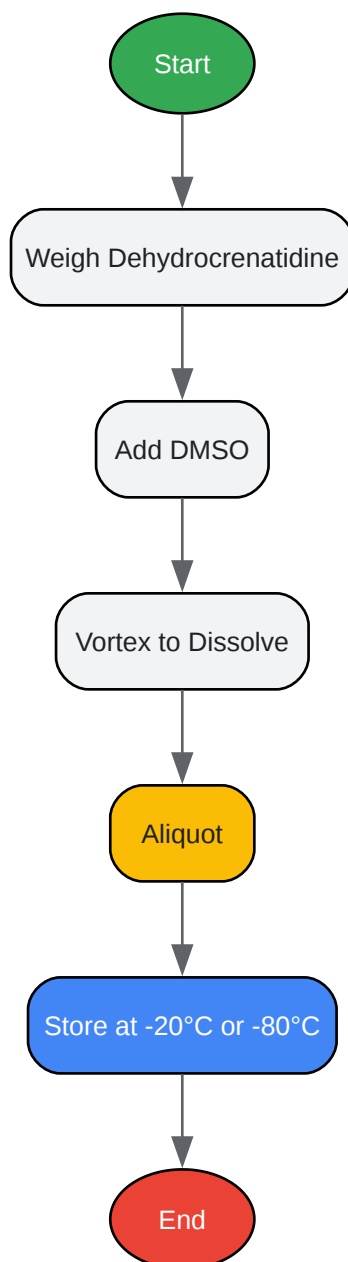 Start
Weigh Dehydrocrenatidine
Add DMSO
Vortex to Dissolve
Aliquot
Store at -20°C or -80°C
End